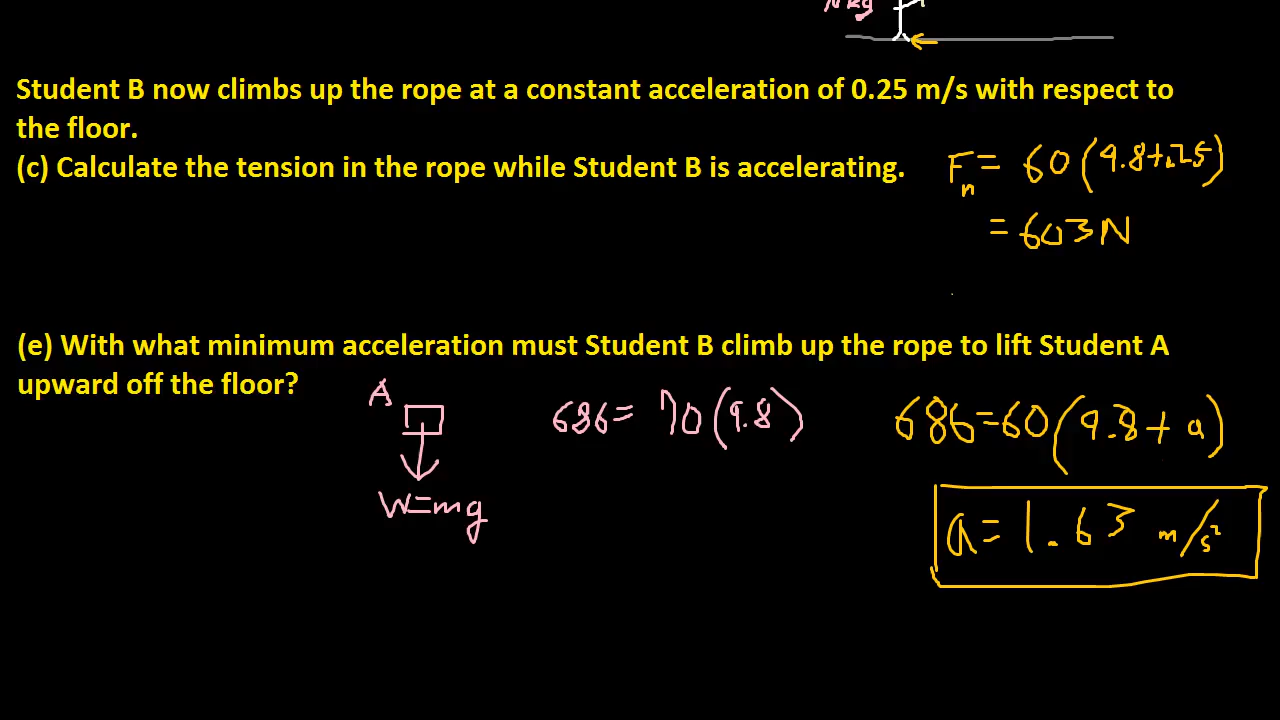 Student B now climbs up the rope at a constant acceleration of 0.25 m/s with respect to
the floor.
(c) Calculate the tension in the rope while Student B is accelerating.
Fn = 60 (9.8+.25)
= 603N
(e) With what minimum acceleration must Student B climb up the rope to lift Student A
upward off the floor?
A
W=mg
686= 70(9.8)
686=60(9.8+ a)
a= 1.63 m/s²